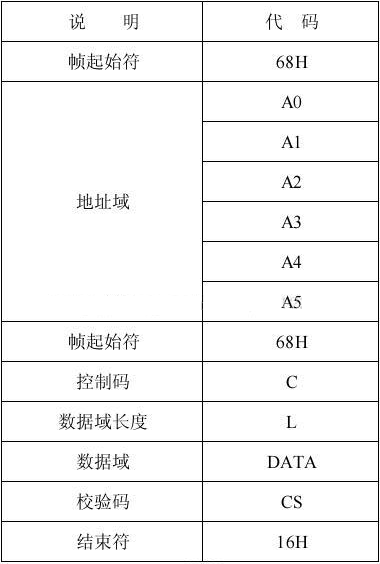 说 明 代 码
帧起始符 68H
地址域 A0
A1
A2
A3
A4
A5
帧起始符 68H
控制码 C
数据域长度 L
数据域 DATA
校验码 CS
结束符 16H